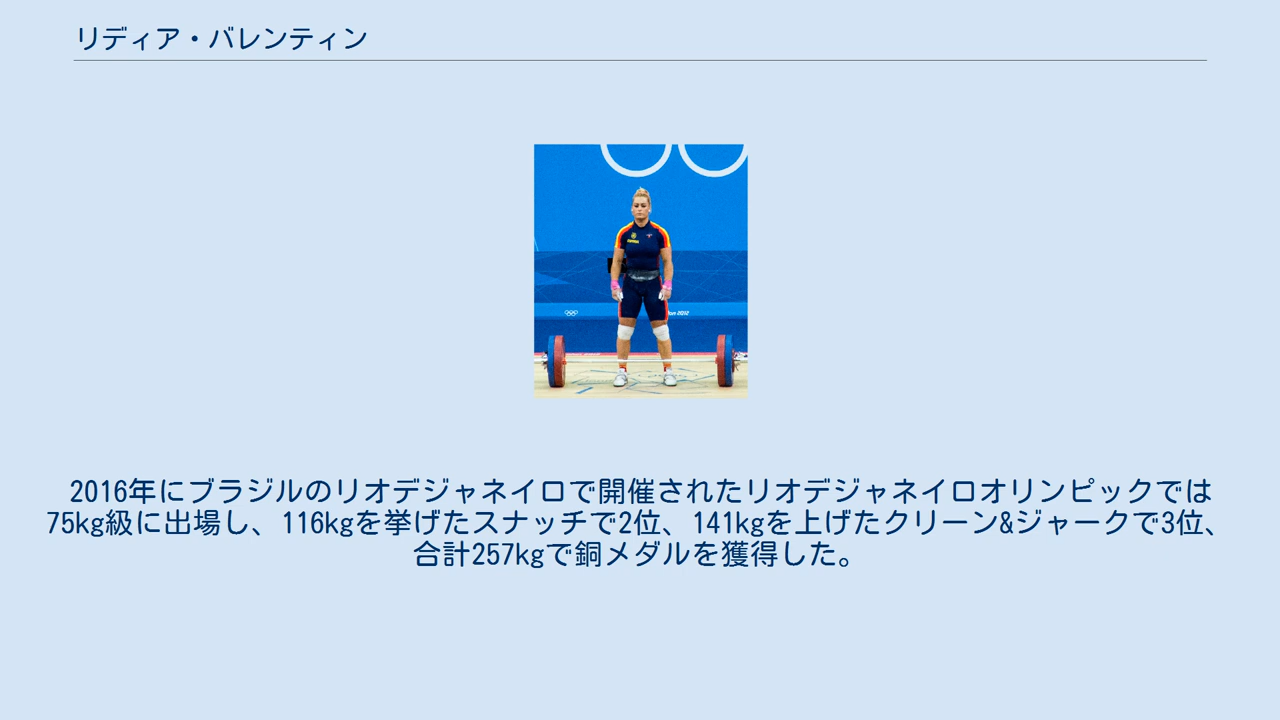 リディア・バレンティン
2016年にブラジルのリオデジャネイロで開催されたリオデジャネイロオリンピックでは
75kg級に出場し、116kgを挙げたスナッチで2位、141kgを上げたクリーン&ジャークで3位、
合計257kgで銅メダルを獲得した。